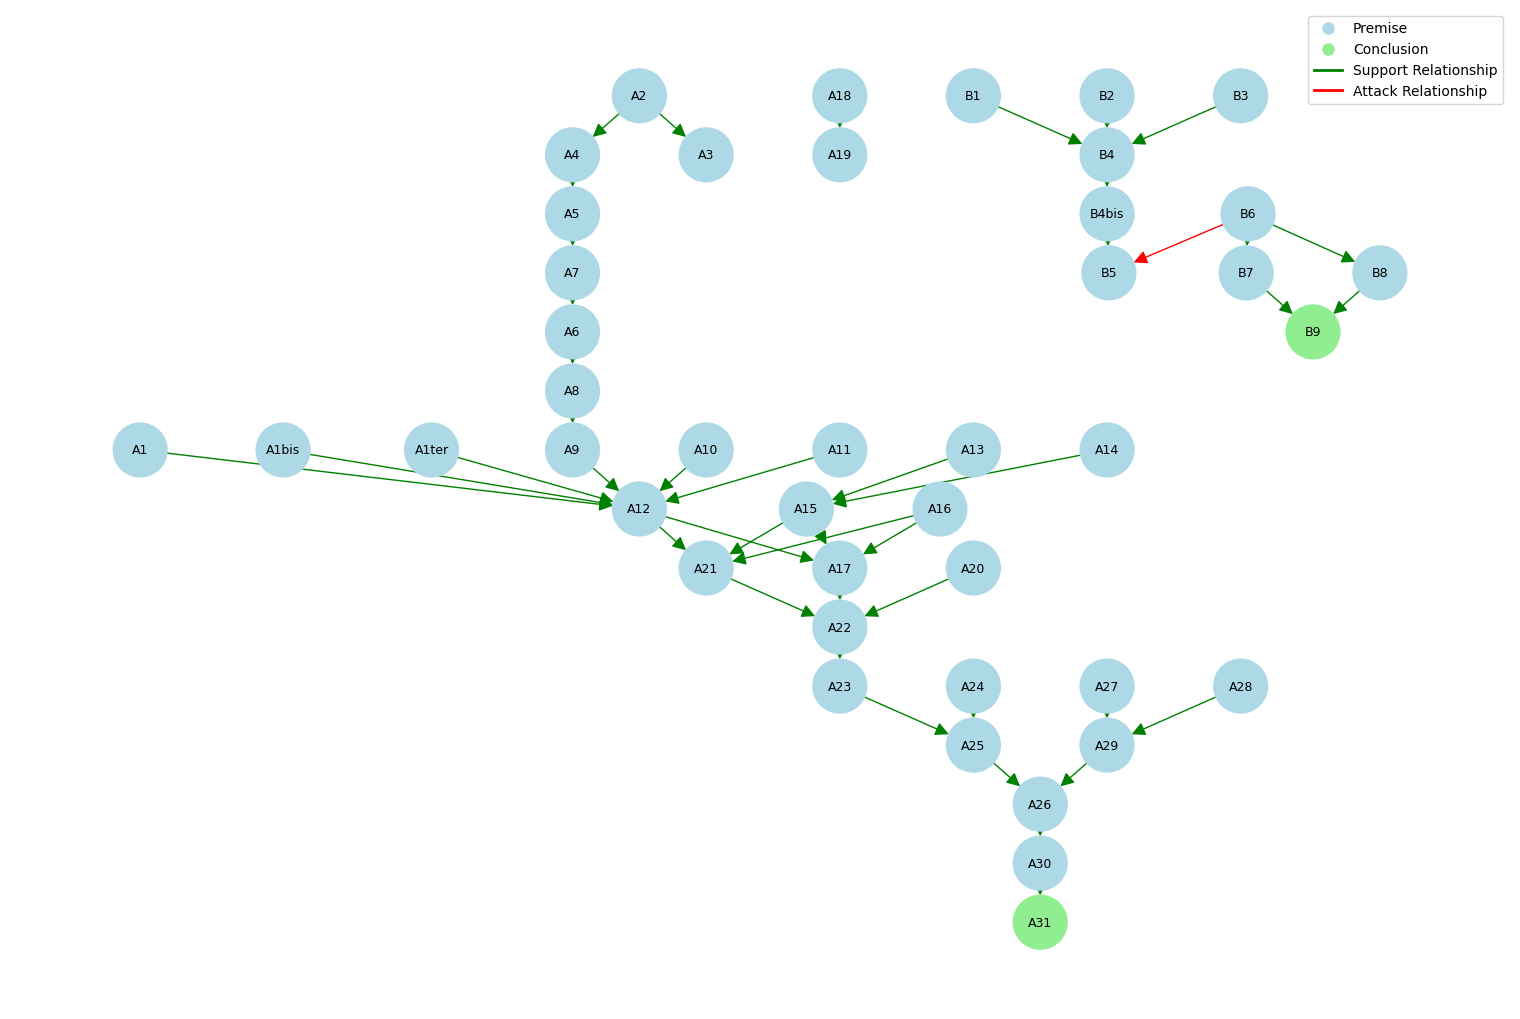 Premise
Conclusion
Support Relationship
Attack Relationship
A2
A18
B1
B2
B3
A4
A3
A19
B4
A5
B4bis
B6
A7
B5
B7
B8
A6
B9
A8
A1
A1bis
A1ter
A9
A10
A11
A13
A14
A12
A15
A16
A21
A17
A20
A22
A23
A24
A27
A28
A25
A29
A26
A30
A31